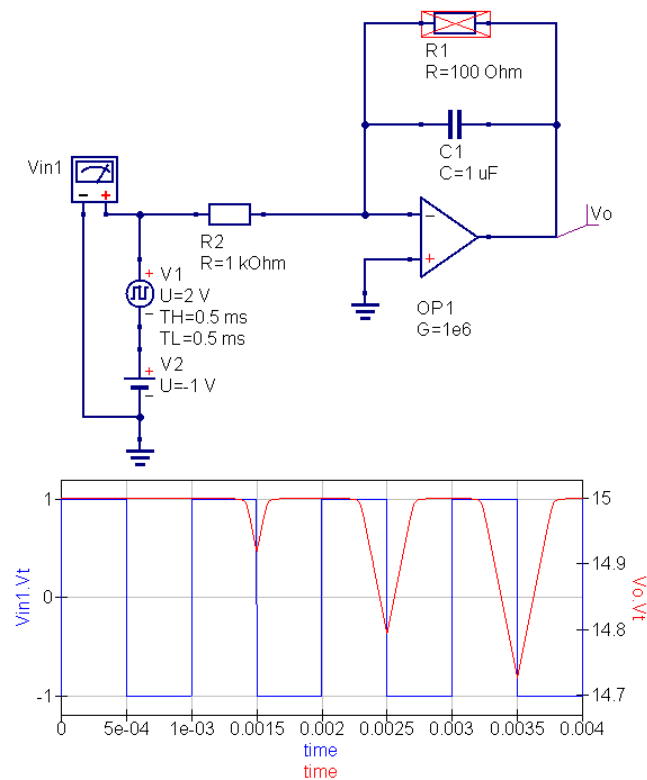 R1
R=100 Ohm
C1
C=1 uF
Vin1
- +
R2
R=1 kOhm
-
+
Vo
OP1
G=1e6
+
V1
U=2 V
-
TH=0.5 ms
TL=0.5 ms
+
V2
U=-1 V
-
1
0
-1
Vin1.Vt
15
14.9
14.8
14.7
Vo.Vt
0 5e-04 1e-03 0.0015 0.002 0.0025 0.003 0.0035 0.004
time
time